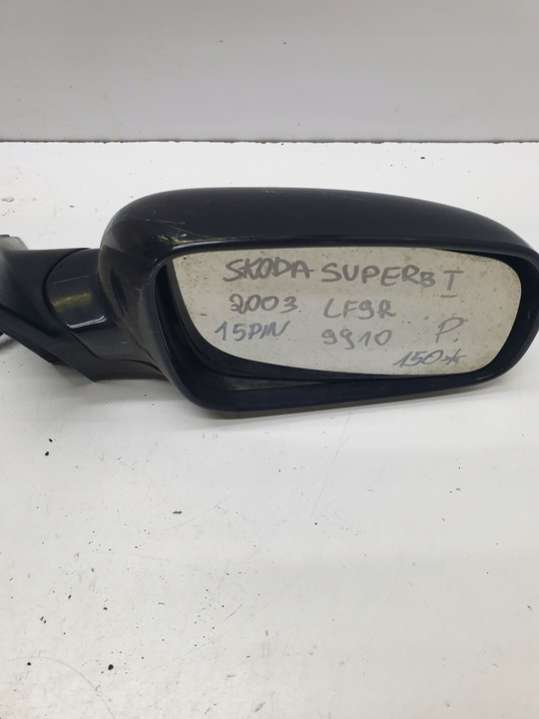 SKODA SUPERB I
2003 LF9R
15PIN 9910 P.
150zł